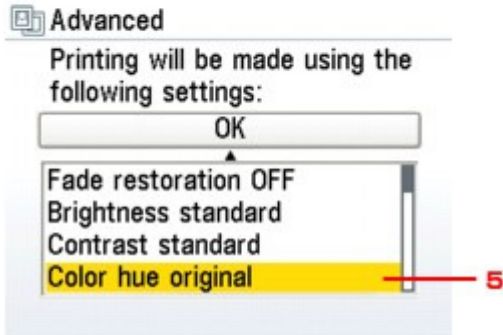 Advanced
Printing will be made using the
following settings:
OK
Fade restoration OFF
Brightness standard
Contrast standard
Color hue original
5